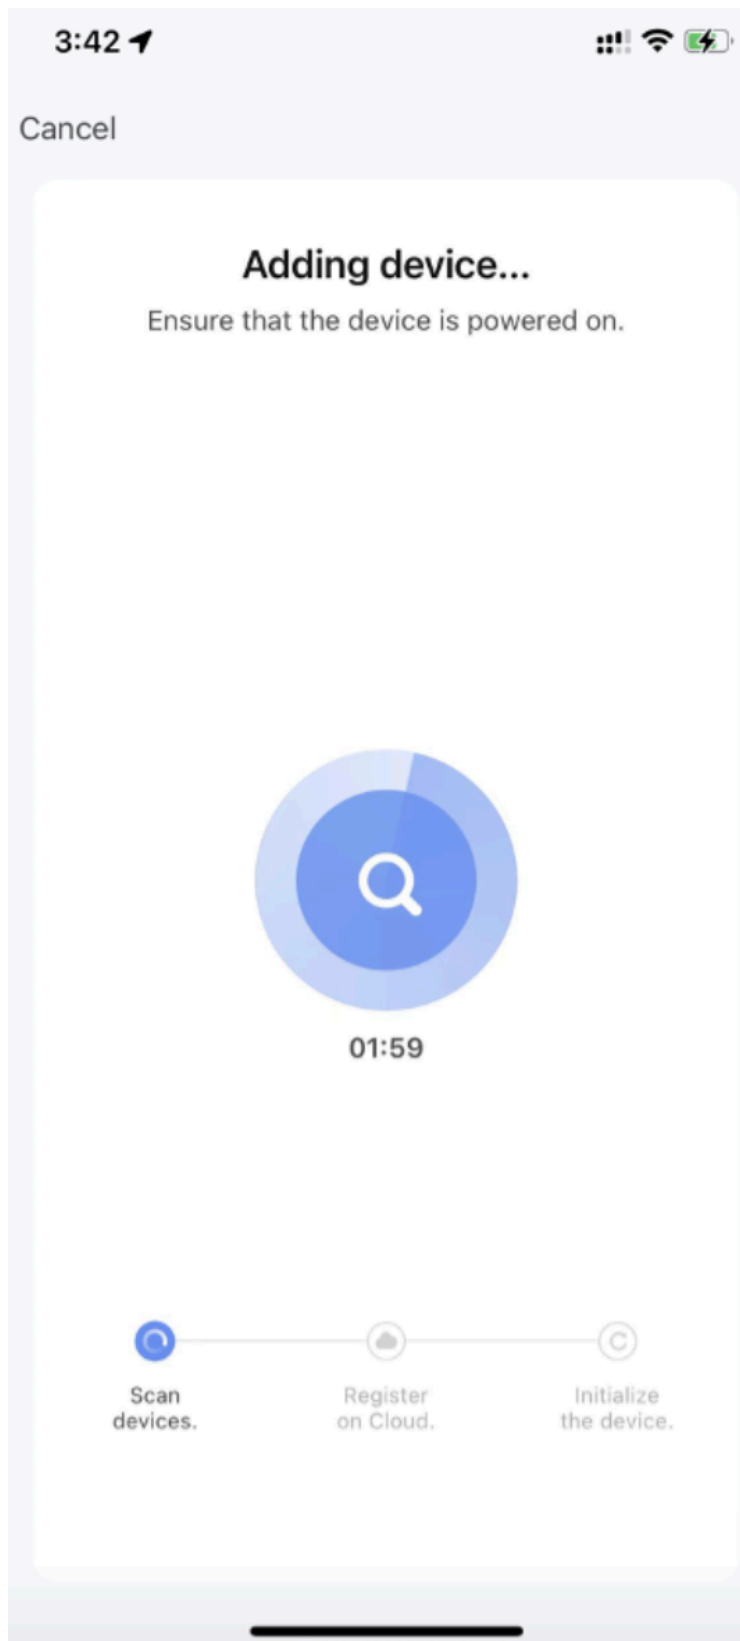 3:42
Cancel
Adding device...
Ensure that the device is powered on.
01:59
Scan
devices.
Register
on Cloud.
Initialize
the device.